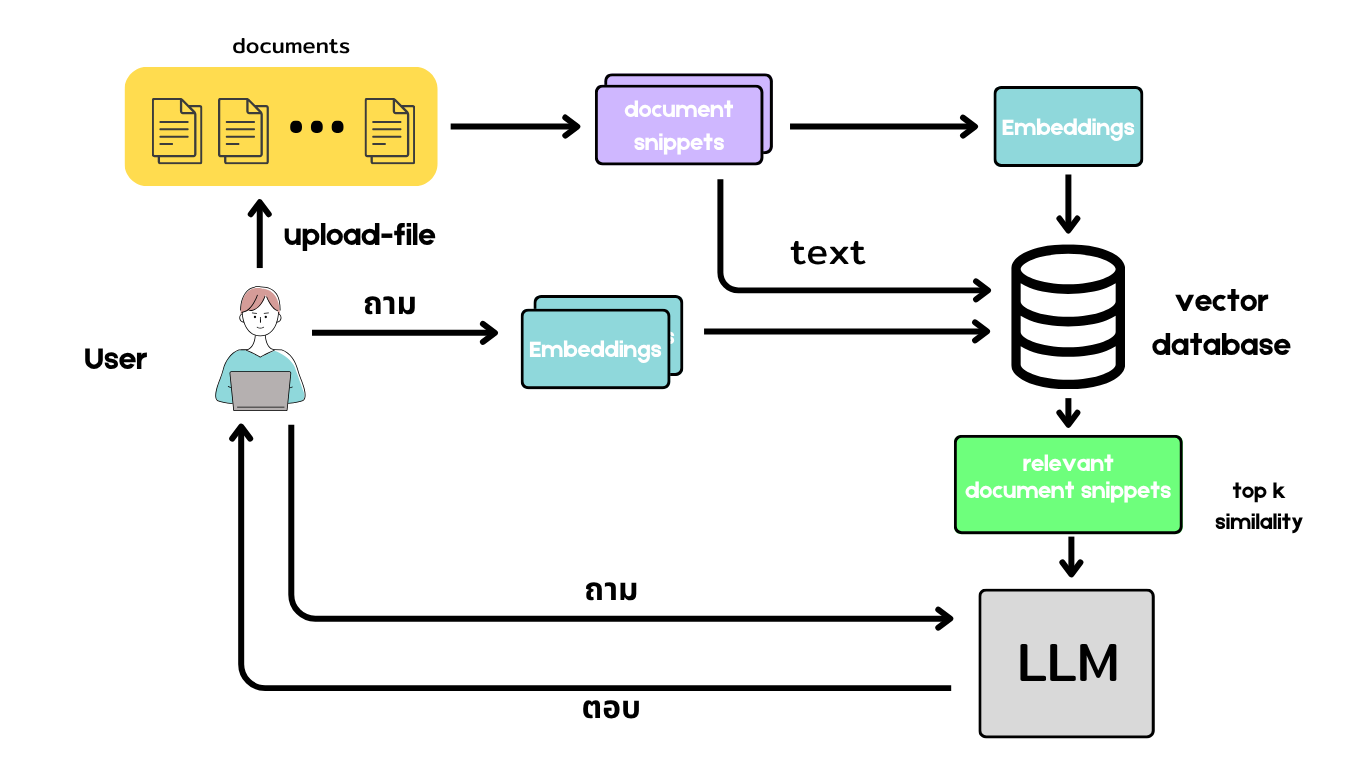 documents
document
snippets
Embeddings
upload-file
text
ถาม
vector
database
User
Embeddings
s
relevant
document snippets
top k
similality
ถาม
LLM
ตอบ